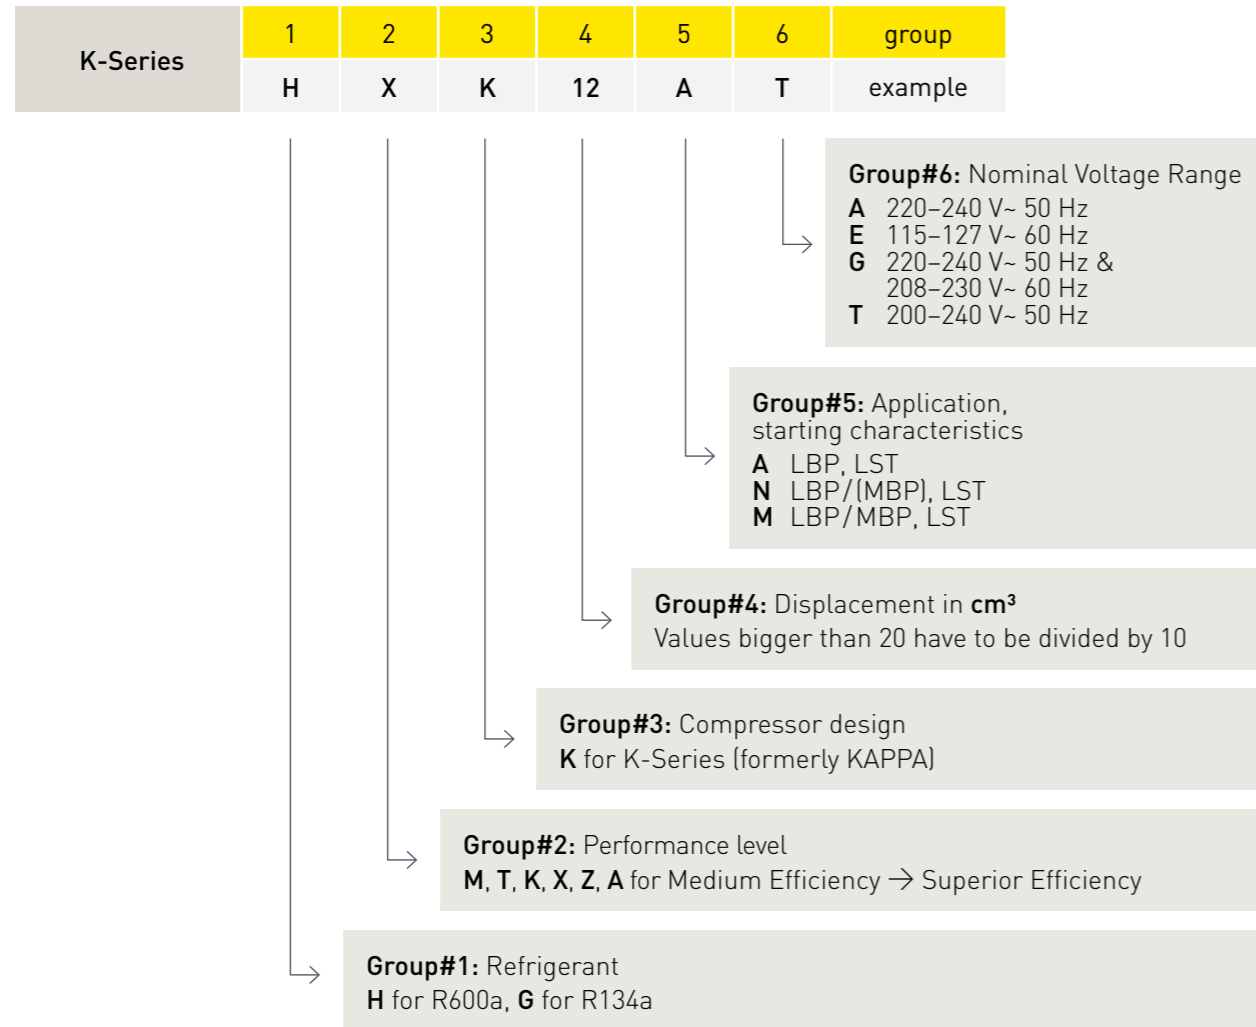 K-Series
1 2 3 4 5 6 group
H X K 12 A T example
Group#6: Nominal Voltage Range
A 220–240 V~ 50 Hz
E 115–127 V~ 60 Hz
G 220–240 V~ 50 Hz &
208–230 V~ 60 Hz
T 200–240 V~ 50 Hz
Group#5: Application,
starting characteristics
A LBP, LST
N LBP/(MBP), LST
M LBP/MBP, LST
Group#4: Displacement in cm³
Values bigger than 20 have to be divided by 10
Group#3: Compressor design
K for K-Series (formerly KAPPA)
Group#2: Performance level
M, T, K, X, Z, A for Medium Efficiency → Superior Efficiency
Group#1: Refrigerant
H for R600a, G for R134a